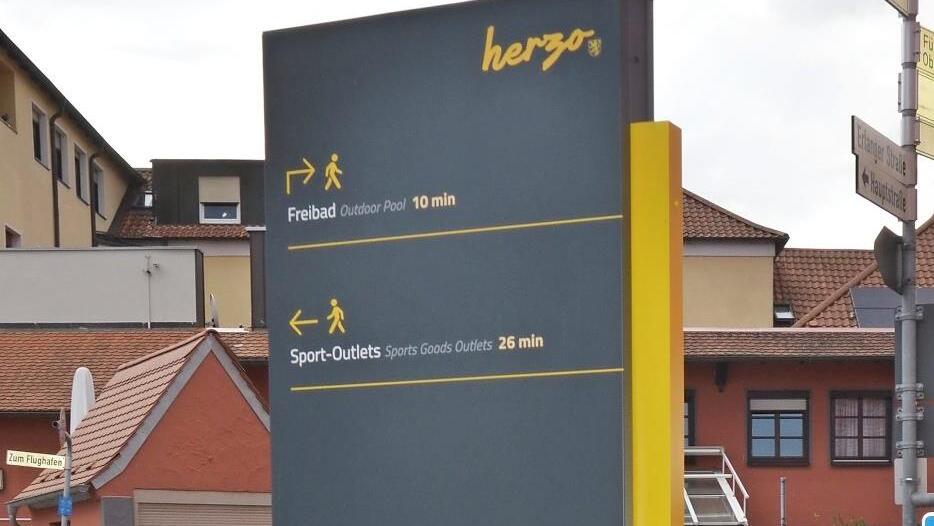 herzo
Freibad Outdoor Pool 10 min
Sport-Outlets Sports Goods Outlets 26 min
Erlanger Straße
Hauptstraße
Zum Flughafen